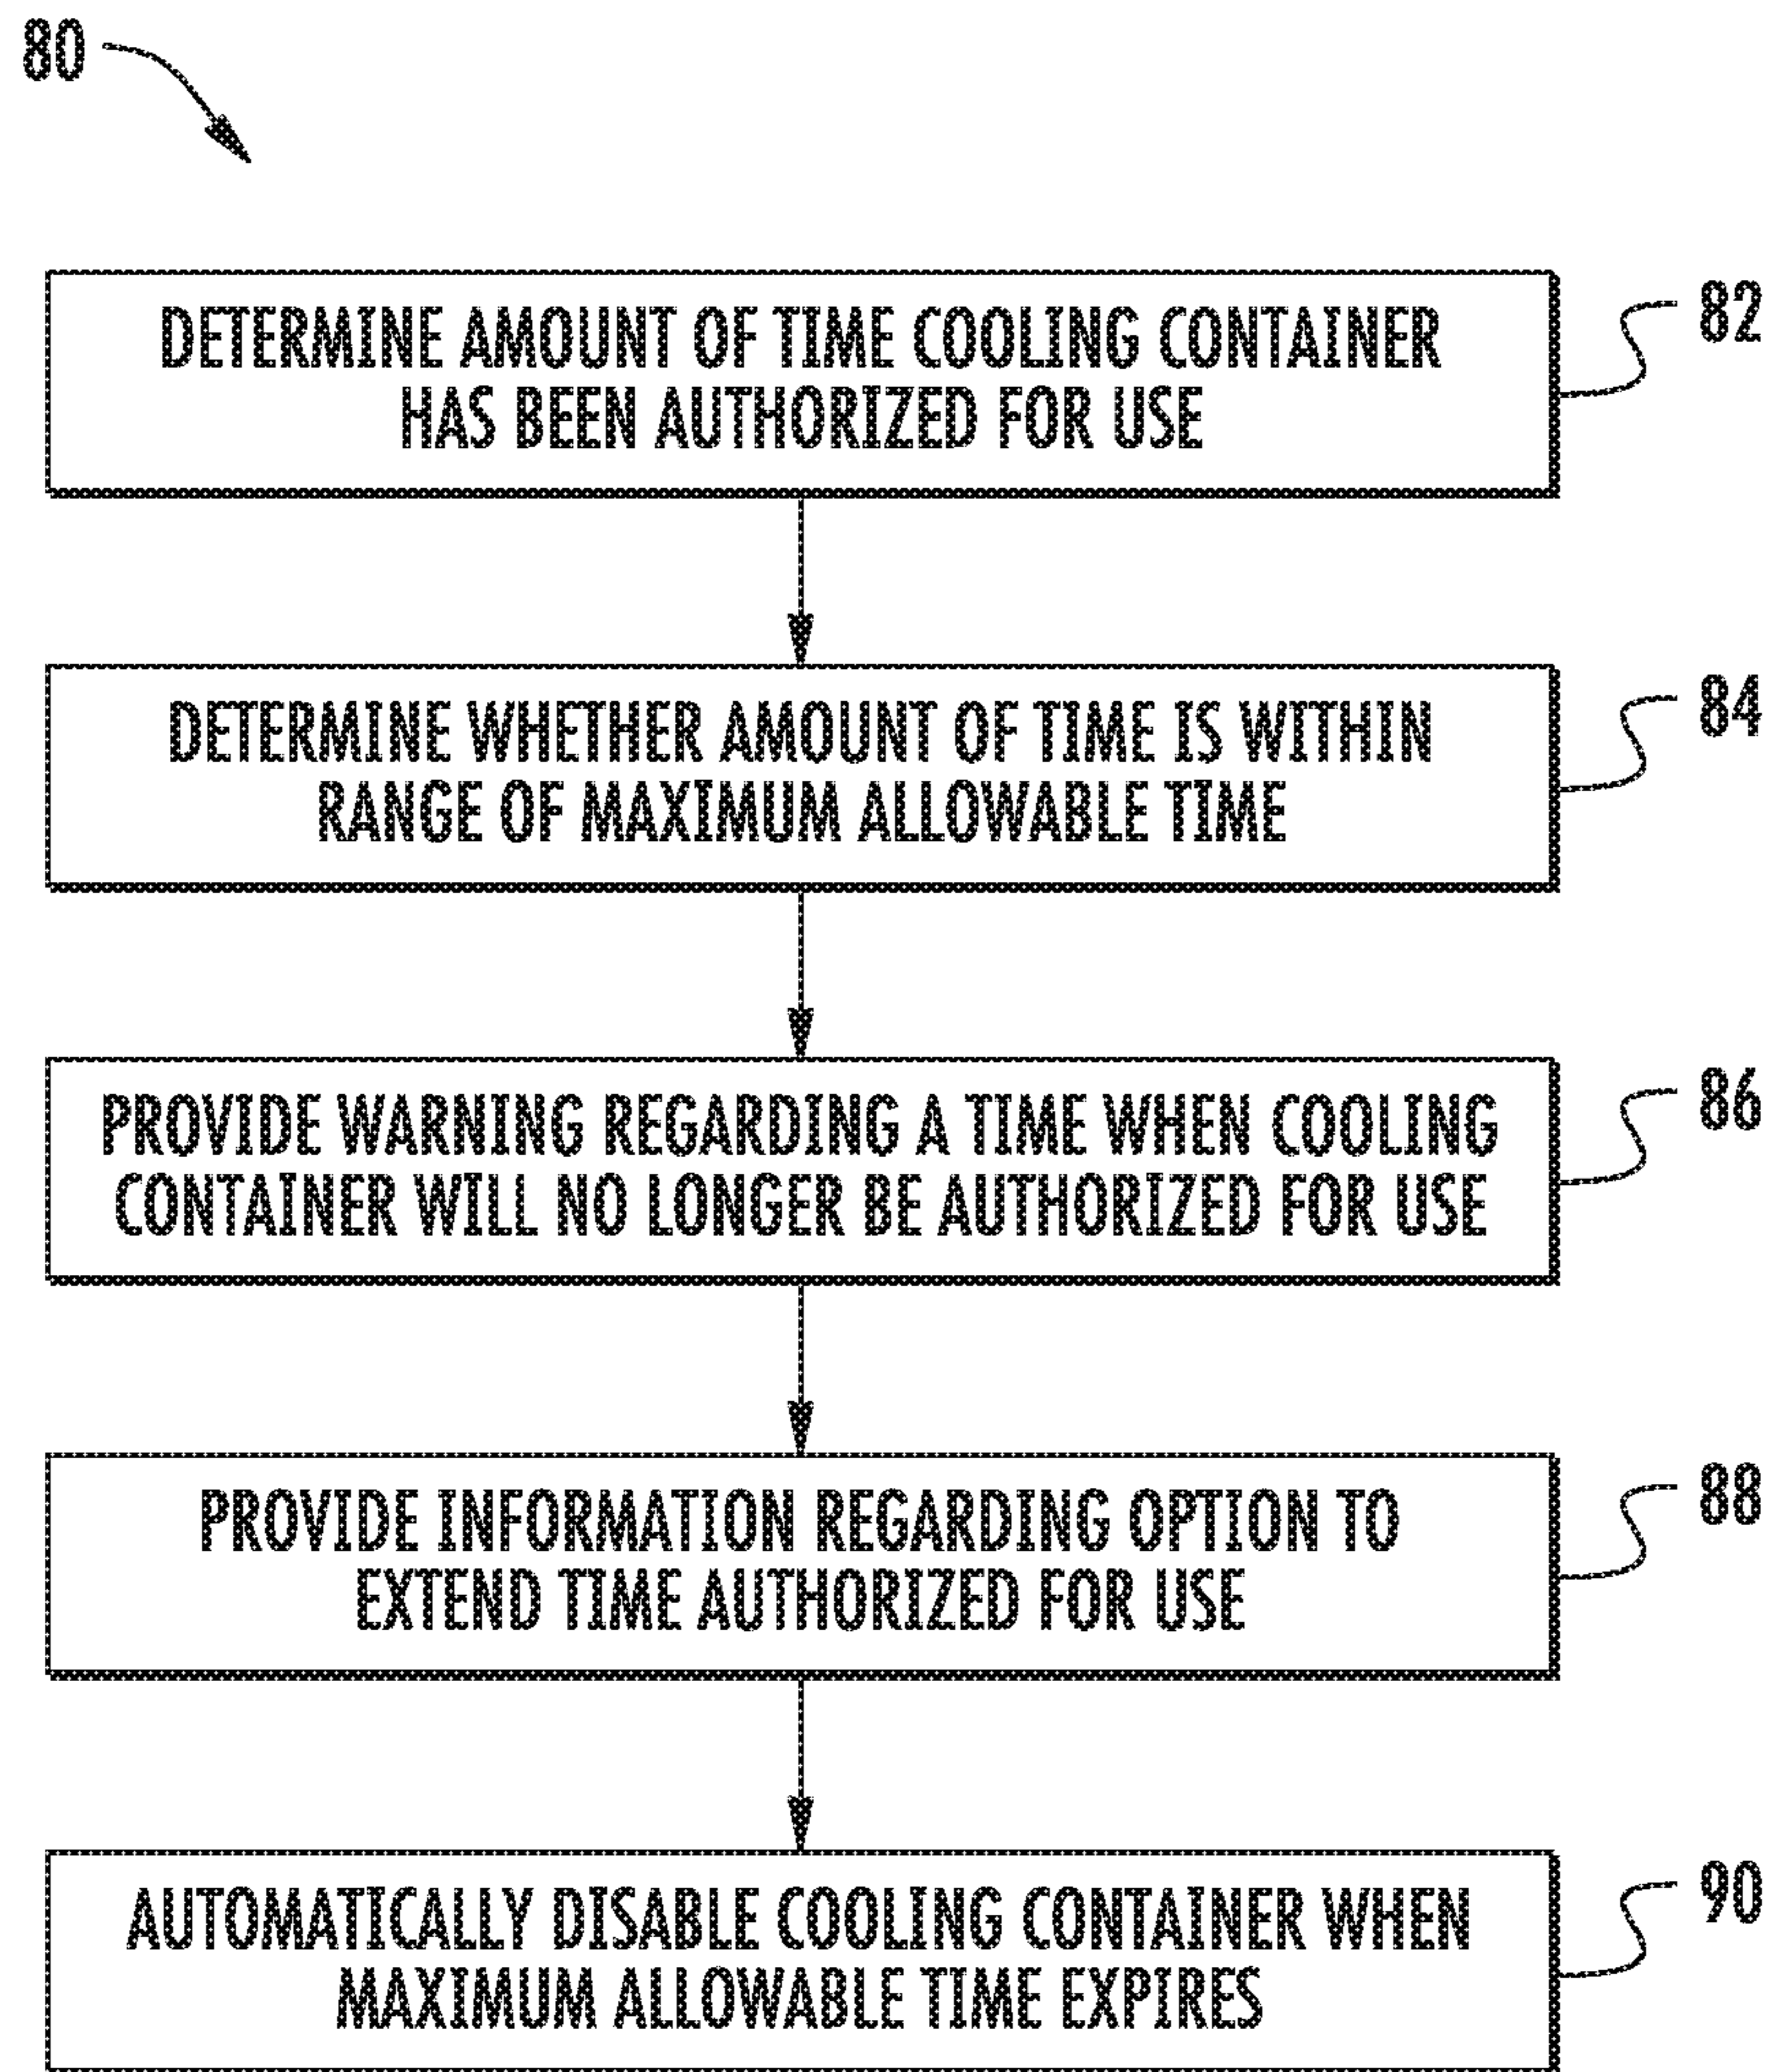 80
DETERMINE AMOUNT OF TIME COOLING CONTAINER
HAS BEEN AUTHORIZED FOR USE
82
DETERMINE WHETHER AMOUNT OF TIME IS WITHIN
RANGE OF MAXIMUM ALLOWABLE TIME
84
PROVIDE WARNING REGARDING A TIME WHEN COOLING
CONTAINER WILL NO LONGER BE AUTHORIZED FOR USE
86
PROVIDE INFORMATION REGARDING OPTION TO
EXTEND TIME AUTHORIZED FOR USE
88
AUTOMATICALLY DISABLE COOLING CONTAINER WHEN
MAXIMUM ALLOWABLE TIME EXPIRES
90